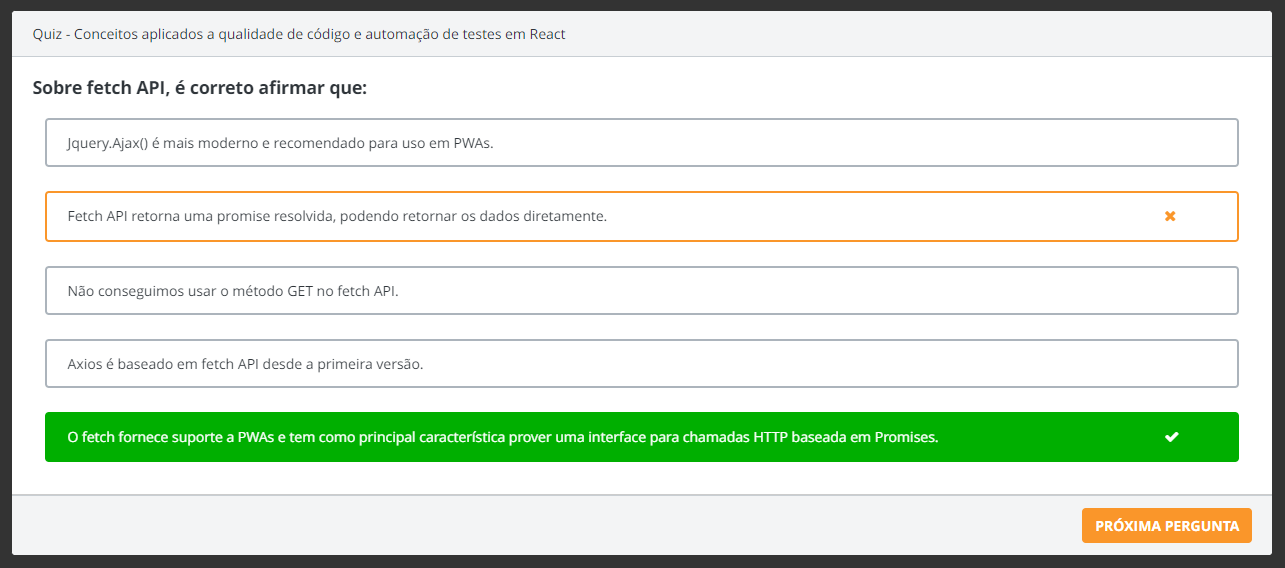 Quiz - Conceitos aplicados a qualidade de código e automação de testes em React
Sobre fetch API, é correto afirmar que:
Jquery.Ajax() é mais moderno e recomendado para uso em PWAs.
Fetch API retorna uma promise resolvida, podendo retornar os dados diretamente.
Não conseguimos usar o método GET no fetch API.
Axios é baseado em fetch API desde a primeira versão.
O fetch fornece suporte a PWAs e tem como principal característica prover uma interface para chamadas HTTP baseada em Promises.
PRÓXIMA PERGUNTA